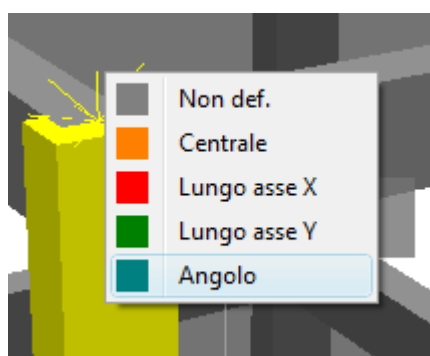 Non def.
Centrale
Lungo asse X
Lungo asse Y
Angolo